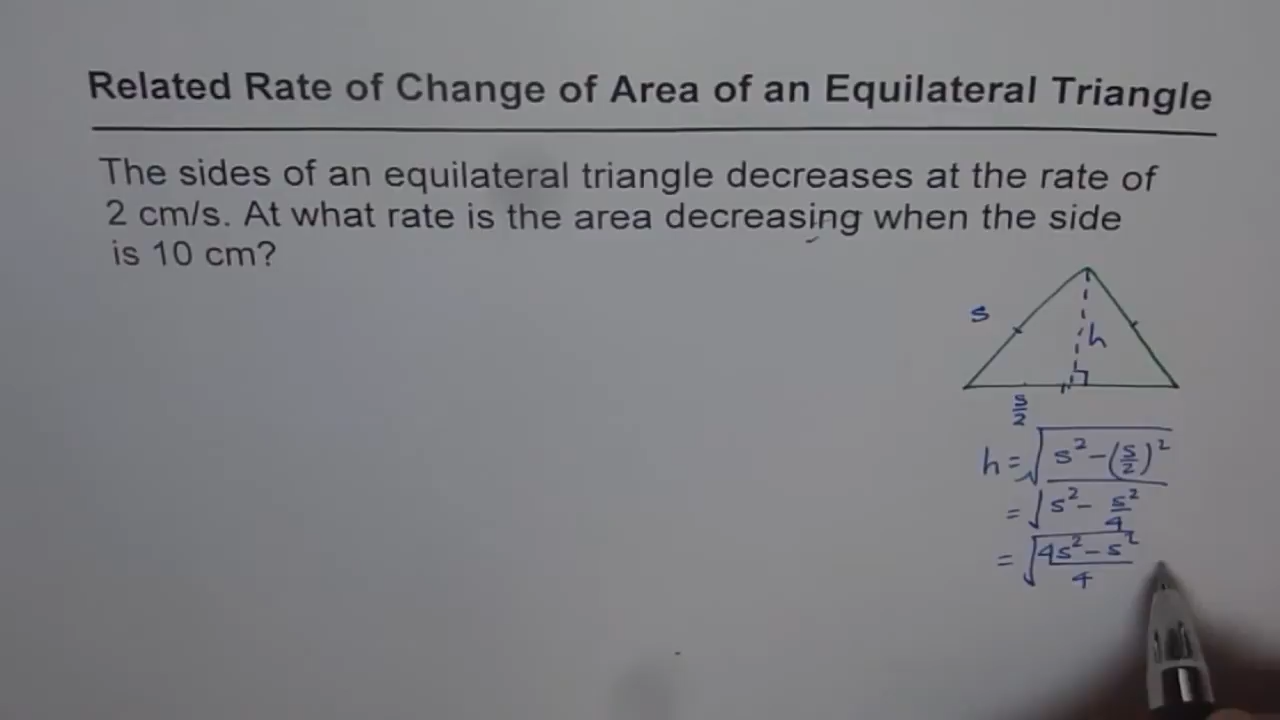 Related Rate of Change of Area of an Equilateral Triangle
The sides of an equilateral triangle decreases at the rate of
2 cm/s. At what rate is the area decreasing when the side
is 10 cm?
s
h
s/2
h = √(s² − (s/2)²)
= √(s² − s²/4)
= √((4s² − s²)/4)